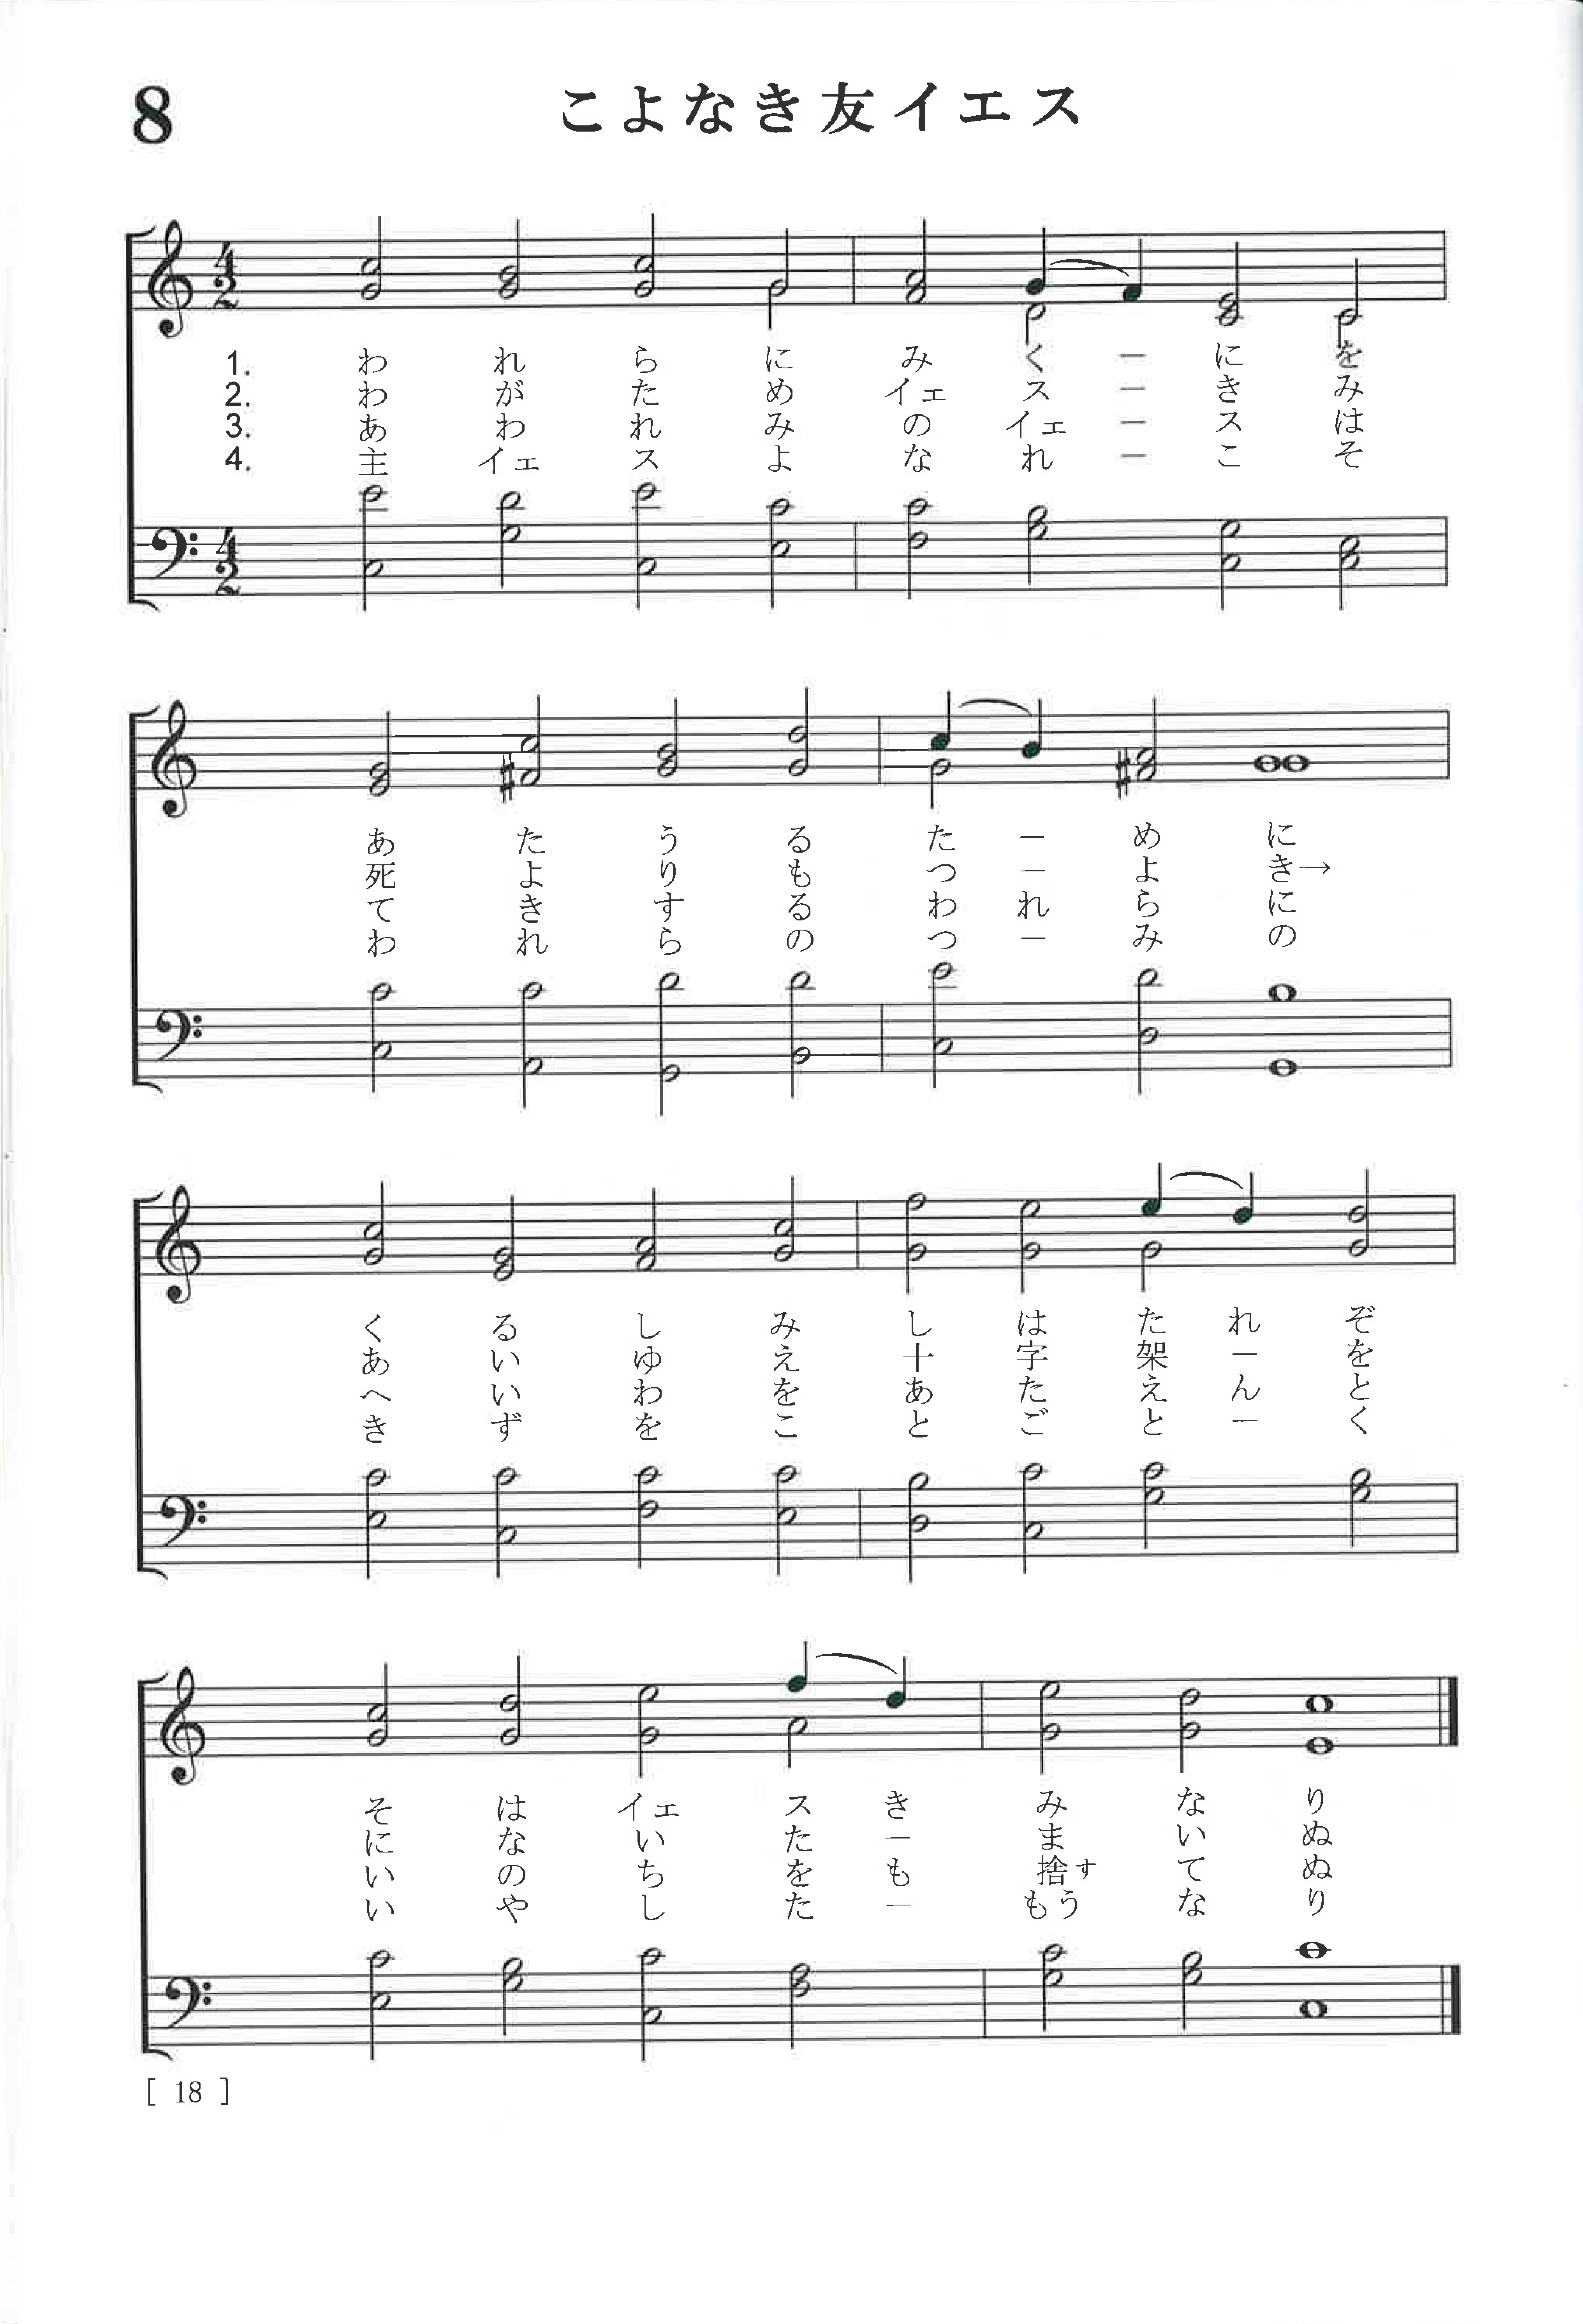 8
こよなき友イエス
1. わ れ ら に み く ー に を
2. わ が た め イェ ス ー き み
3. あ わ れ み の イェ ー ス は
4. 主 イェ ス よ な れ ー こ そ
あ た う る た ー め に
死 よ り も つ ー よ き→
て き す る わ れ ら に
わ れ ら の つ ー み の
く る し み し は た れ ぞ
あ い ゆ え 十 字 架 ー を
へ い わ を あ た え ん と
き ず を こ と ご と ー く
そ は イェ ス き み な り
に な い た ー ま い ぬ
い の ち を も 捨す て ぬ
い や し た ー もう な り
[ 18 ]